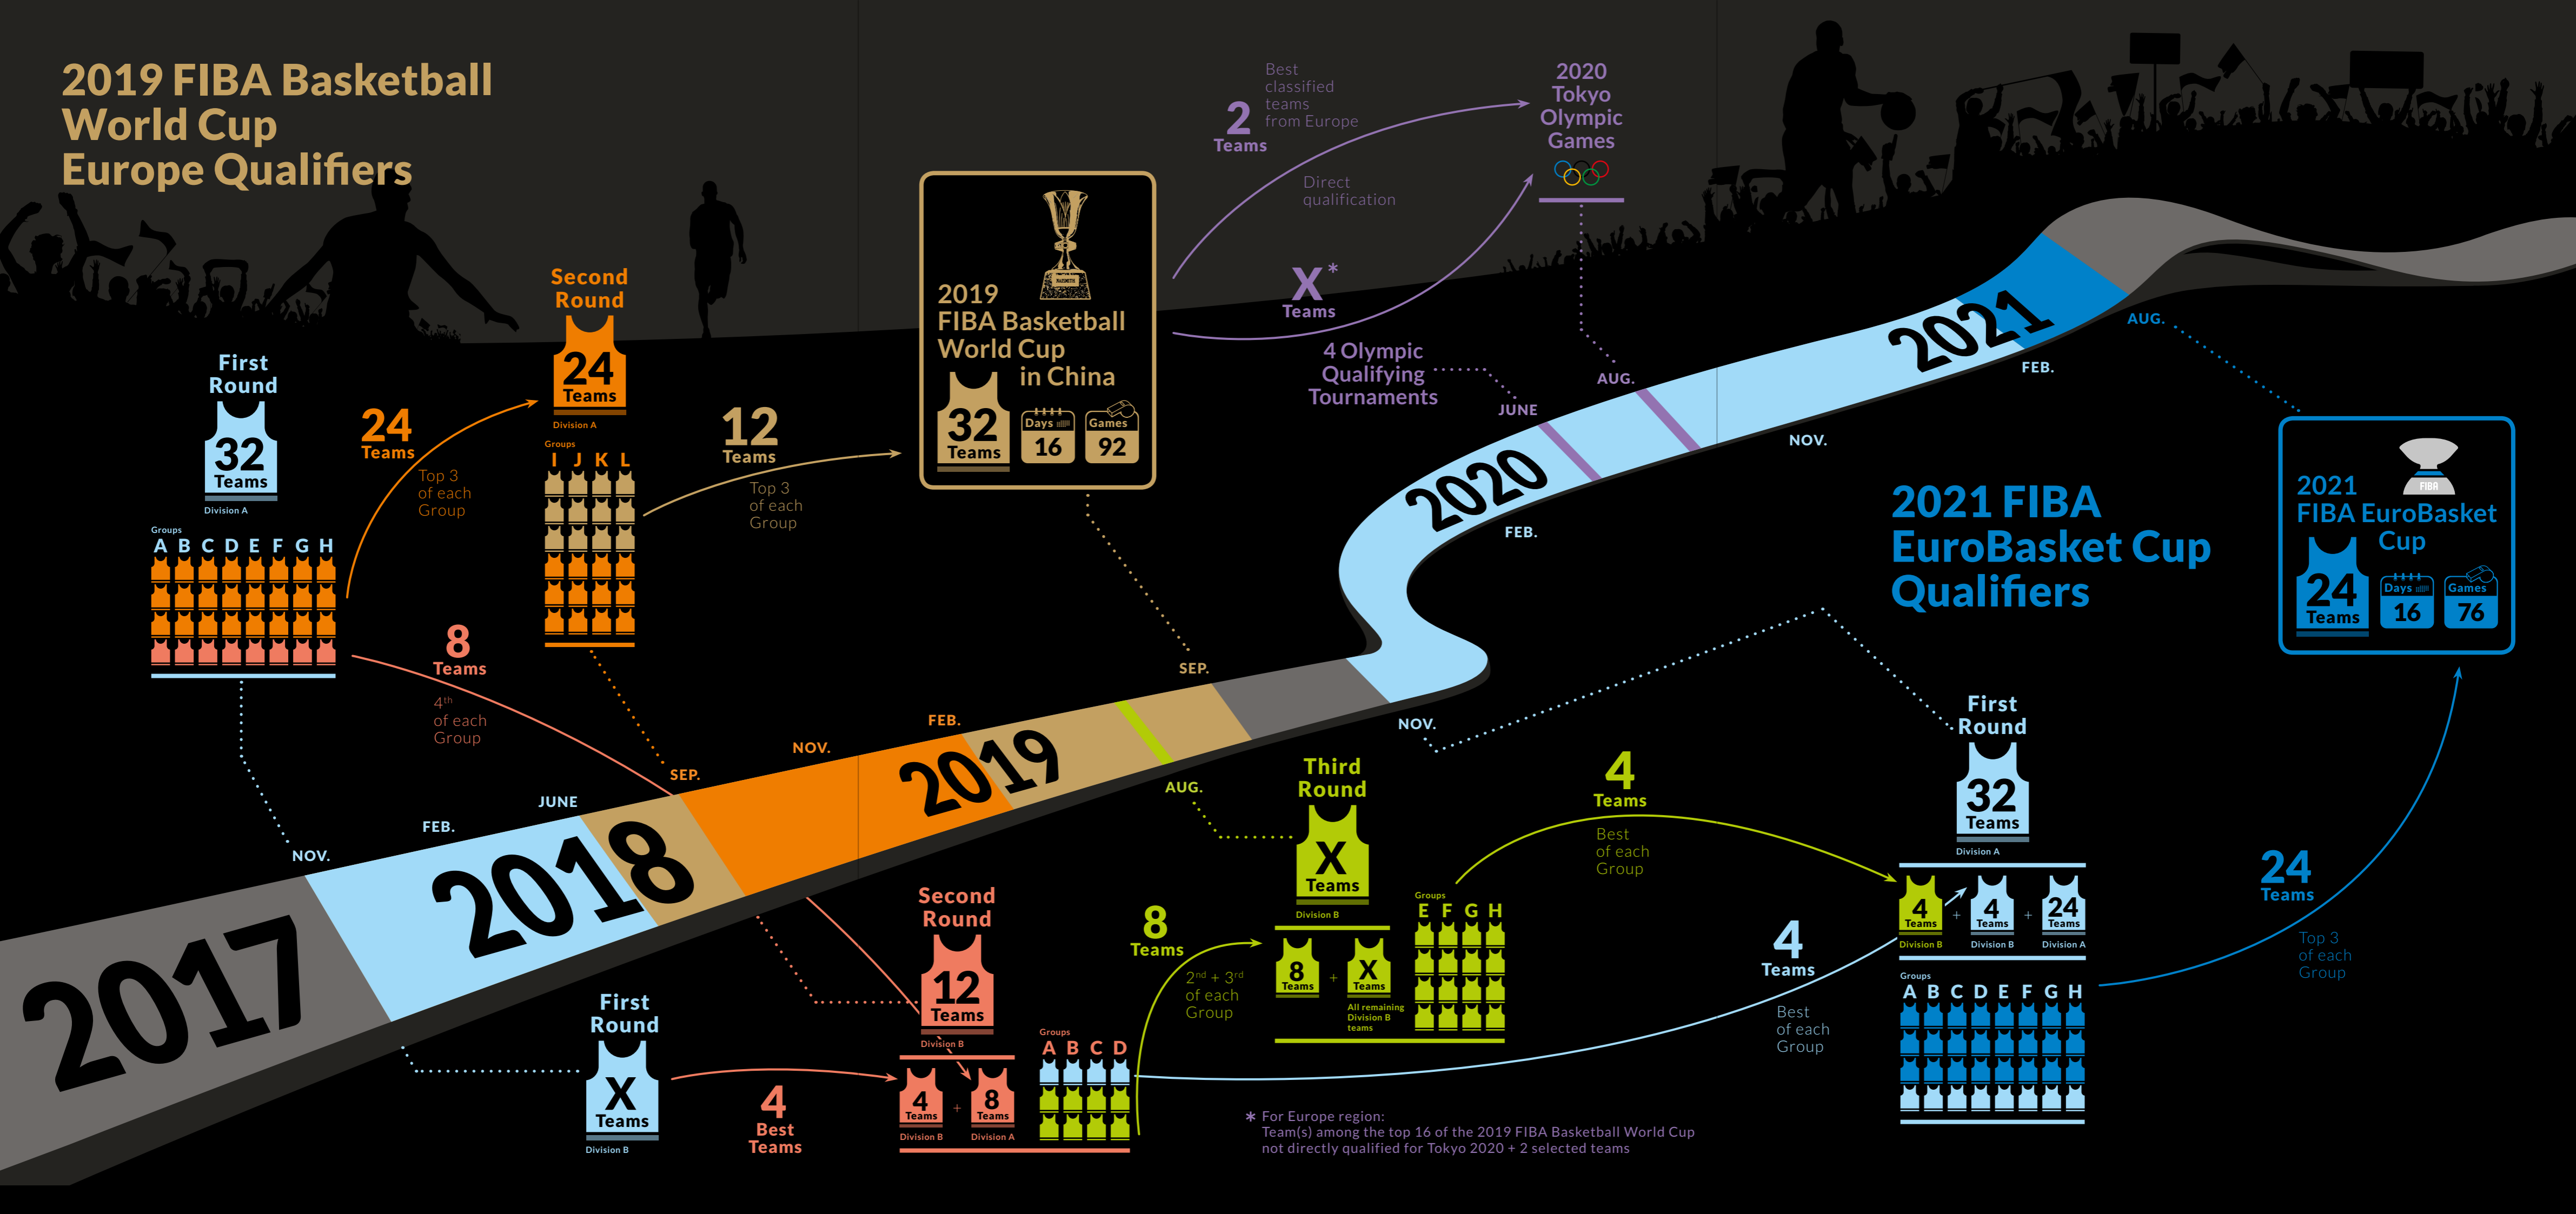 2019 FIBA Basketball
World Cup
Europe Qualifiers
First
Round
32
Teams
Division A
Groups
A B C D E F G H
24
Teams
Top 3
of each
Group
8
Teams
4th
of each
Group
Second
Round
24
Teams
Division A
Groups
I J K L
12
Teams
Top 3
of each
Group
2019
FIBA Basketball
World Cup
in China
32
Teams
Days
16
Games
92
2
Teams
Best
classified
teams
from Europe
Direct
qualification
X*
Teams
2020
Tokyo
Olympic
Games
4 Olympic
Qualifying
Tournaments
2017
NOV.
2018
FEB.
JUNE
SEP.
NOV.
FEB.
2019
AUG.
SEP.
NOV.
2020
FEB.
JUNE
AUG.
NOV.
2021
FEB.
AUG.
First
Round
X
Teams
Division B
4
Best
Teams
Second
Round
12
Teams
Division B
4
Teams
Division B
+
8
Teams
Division A
Groups
A B C D
8
Teams
2nd + 3rd
of each
Group
Third
Round
X
Teams
Division B
8
Teams
+
X
Teams
All remaining
Division B
teams
Groups
E F G H
4
Teams
Best
of each
Group
4
Teams
Best
of each
Group
2021 FIBA
EuroBasket Cup
Qualifiers
First
Round
32
Teams
Division A
4
Teams
Division B
+
4
Teams
Division B
+
24
Teams
Division A
Groups
A B C D E F G H
24
Teams
Top 3
of each
Group
FIBA
2021
FIBA EuroBasket
Cup
24
Teams
Days
16
Games
76
* For Europe region:
Team(s) among the top 16 of the 2019 FIBA Basketball World Cup
not directly qualified for Tokyo 2020 + 2 selected teams